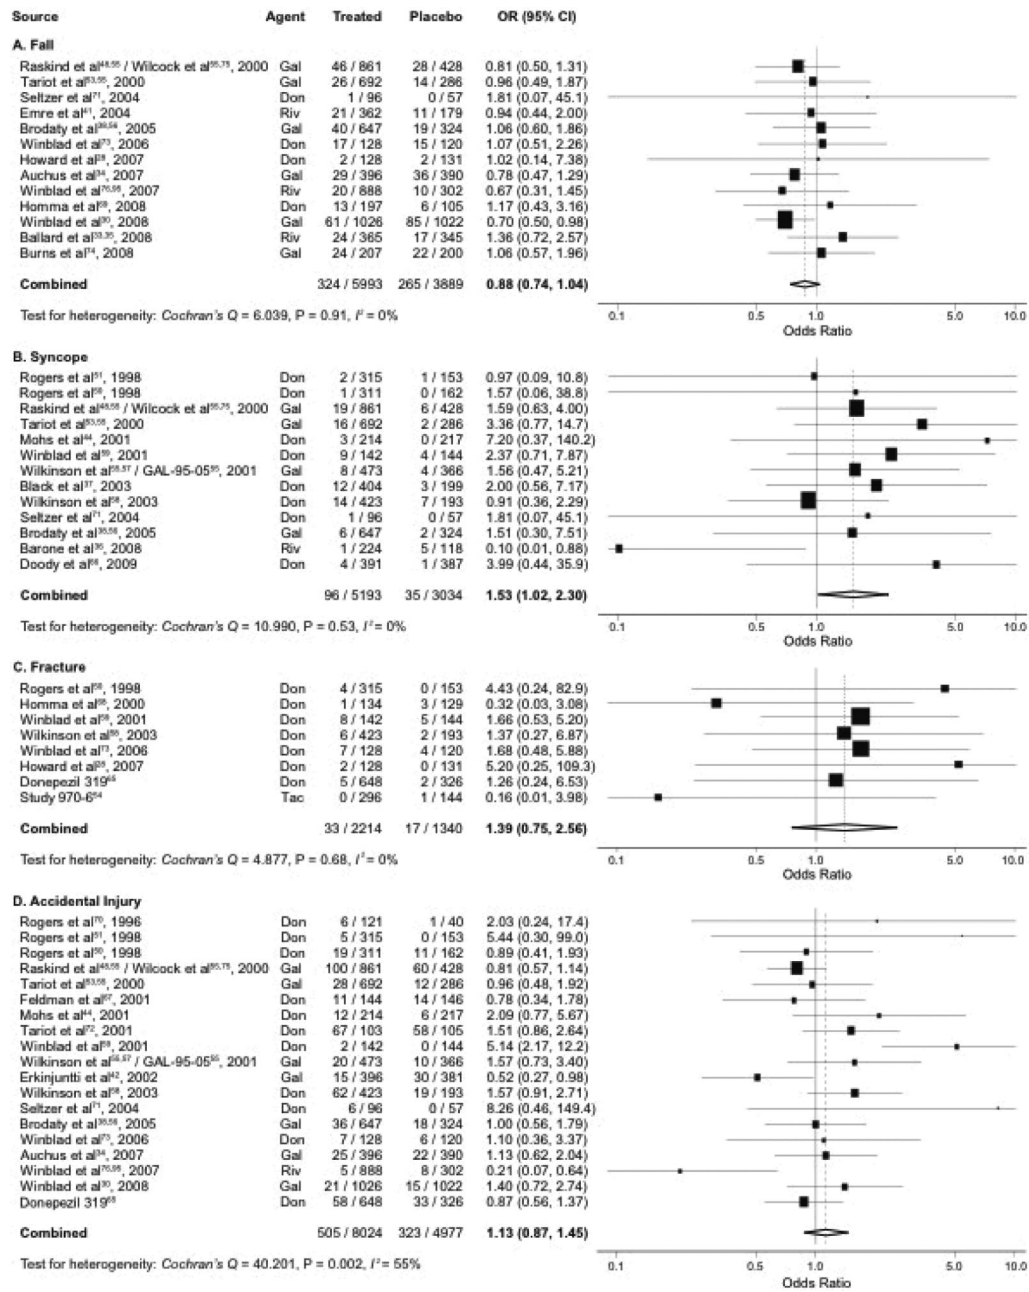 Source Agent Treated Placebo OR (95% CI)
A. Fall
Raskind et al / Wilcock et al, 2000 Gal 46 / 861 28 / 428 0.81 (0.50, 1.31)
Tariot et al, 2000 Gal 26 / 692 14 / 286 0.96 (0.49, 1.87)
Seltzer et al, 2004 Don 1 / 96 0 / 57 1.81 (0.07, 45.1)
Emre et al, 2004 Riv 21 / 362 11 / 179 0.94 (0.44, 2.00)
Brodaty et al, 2005 Gal 40 / 647 19 / 324 1.06 (0.60, 1.86)
Winblad et al, 2006 Don 17 / 128 15 / 120 1.07 (0.51, 2.26)
Howard et al, 2007 Don 2 / 128 2 / 131 1.02 (0.14, 7.38)
Auchus et al, 2007 Gal 29 / 396 36 / 390 0.78 (0.47, 1.29)
Winblad et al, 2007 Riv 20 / 888 10 / 302 0.67 (0.31, 1.45)
Homma et al, 2008 Don 13 / 197 6 / 105 1.17 (0.43, 3.16)
Winblad et al, 2008 Gal 61 / 1026 85 / 1022 0.70 (0.50, 0.98)
Ballard et al, 2008 Riv 24 / 365 17 / 345 1.36 (0.72, 2.57)
Burns et al, 2008 Gal 24 / 207 22 / 200 1.06 (0.57, 1.96)
Combined 324 / 5993 265 / 3889 0.88 (0.74, 1.04)
Test for heterogeneity: Cochran's Q = 6.039, P = 0.91, I² = 0%
0.1 0.5 1.0 5.0 10.0
Odds Ratio
B. Syncope
Rogers et al, 1998 Don 2 / 315 1 / 153 0.97 (0.09, 10.8)
Rogers et al, 1998 Don 1 / 311 0 / 162 1.57 (0.06, 38.8)
Raskind et al / Wilcock et al, 2000 Gal 19 / 861 6 / 428 1.59 (0.63, 4.00)
Tariot et al, 2000 Gal 16 / 692 2 / 286 3.36 (0.77, 14.7)
Mohs et al, 2001 Don 3 / 214 0 / 217 7.20 (0.37, 140.2)
Winblad et al, 2001 Don 9 / 142 4 / 144 2.37 (0.71, 7.87)
Wilkinson et al / GAL-95-05, 2001 Gal 8 / 473 4 / 366 1.56 (0.47, 5.21)
Black et al, 2003 Don 12 / 404 3 / 199 2.00 (0.56, 7.17)
Wilkinson et al, 2003 Don 14 / 423 7 / 193 0.91 (0.36, 2.29)
Seltzer et al, 2004 Don 1 / 96 0 / 57 1.81 (0.07, 45.1)
Brodaty et al, 2005 Gal 6 / 647 2 / 324 1.51 (0.30, 7.51)
Barone et al, 2008 Riv 1 / 224 5 / 118 0.10 (0.01, 0.88)
Doody et al, 2009 Don 4 / 391 1 / 387 3.99 (0.44, 35.9)
Combined 96 / 5193 35 / 3034 1.53 (1.02, 2.30)
Test for heterogeneity: Cochran's Q = 10.990, P = 0.53, I² = 0%
0.1 0.5 1.0 5.0 10.0
Odds Ratio
C. Fracture
Rogers et al, 1998 Don 4 / 315 0 / 153 4.43 (0.24, 82.9)
Homma et al, 2000 Don 1 / 134 3 / 129 0.32 (0.03, 3.08)
Winblad et al, 2001 Don 8 / 142 5 / 144 1.66 (0.53, 5.20)
Wilkinson et al, 2003 Don 6 / 423 2 / 193 1.37 (0.27, 6.87)
Winblad et al, 2006 Don 7 / 128 4 / 120 1.68 (0.48, 5.88)
Howard et al, 2007 Don 2 / 128 0 / 131 5.20 (0.25, 109.3)
Donepezil 319 Don 5 / 648 2 / 326 1.26 (0.24, 6.53)
Study 970-6 Tac 0 / 296 1 / 144 0.16 (0.01, 3.98)
Combined 33 / 2214 17 / 1340 1.39 (0.75, 2.56)
Test for heterogeneity: Cochran's Q = 4.877, P = 0.68, I² = 0%
0.1 0.5 1.0 5.0 10.0
Odds Ratio
D. Accidental Injury
Rogers et al, 1996 Don 6 / 121 1 / 40 2.03 (0.24, 17.4)
Rogers et al, 1998 Don 5 / 315 0 / 153 5.44 (0.30, 99.0)
Rogers et al, 1998 Don 19 / 311 11 / 162 0.89 (0.41, 1.93)
Raskind et al / Wilcock et al, 2000 Gal 100 / 861 60 / 428 0.81 (0.57, 1.14)
Tariot et al, 2000 Gal 28 / 692 12 / 286 0.96 (0.48, 1.92)
Feldman et al, 2001 Don 11 / 144 14 / 146 0.78 (0.34, 1.78)
Mohs et al, 2001 Don 12 / 214 6 / 217 2.09 (0.77, 5.67)
Tariot et al, 2001 Don 67 / 103 58 / 105 1.51 (0.86, 2.64)
Winblad et al, 2001 Don 2 / 142 0 / 144 5.14 (2.17, 12.2)
Wilkinson et al / GAL-95-05, 2001 Gal 20 / 473 10 / 366 1.57 (0.73, 3.40)
Erkinjuntti et al, 2002 Gal 15 / 396 30 / 381 0.52 (0.27, 0.98)
Wilkinson et al, 2003 Don 62 / 423 19 / 193 1.57 (0.91, 2.71)
Seltzer et al, 2004 Don 6 / 96 0 / 57 8.26 (0.46, 149.4)
Brodaty et al, 2005 Gal 36 / 647 18 / 324 1.00 (0.56, 1.79)
Winblad et al, 2006 Don 7 / 128 6 / 120 1.10 (0.36, 3.37)
Auchus et al, 2007 Gal 25 / 396 22 / 390 1.13 (0.62, 2.04)
Winblad et al, 2007 Riv 5 / 888 8 / 302 0.21 (0.07, 0.64)
Winblad et al, 2008 Gal 21 / 1026 15 / 1022 1.40 (0.72, 2.74)
Donepezil 319 Don 58 / 648 33 / 326 0.87 (0.56, 1.37)
Combined 505 / 8024 323 / 4977 1.13 (0.87, 1.45)
Test for heterogeneity: Cochran's Q = 40.201, P = 0.002, I² = 55%
0.1 0.5 1.0 5.0 10.0
Odds Ratio